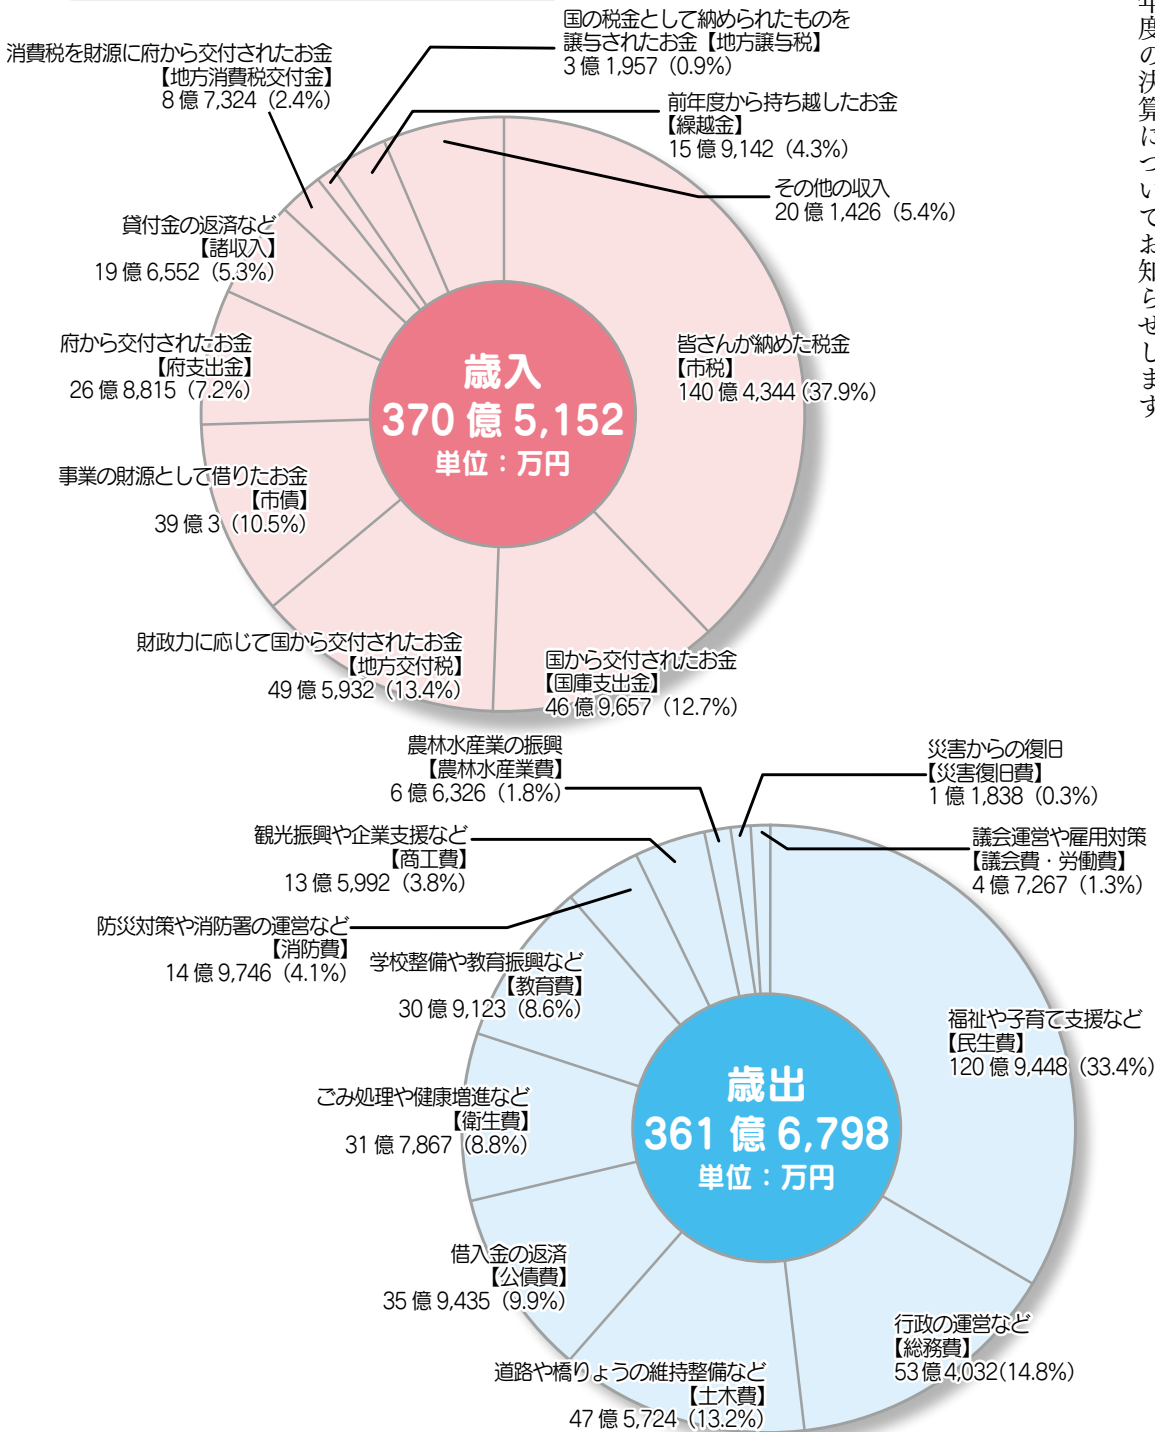 年度の決算についてお知らせします
国の税金として納められたものを
譲与されたお金【地方譲与税】
3億1,957（0.9%）
消費税を財源に府から交付されたお金
【地方消費税交付金】
8億7,324（2.4%）
前年度から持ち越したお金
【繰越金】
15億9,142（4.3%）
その他の収入
20億1,426（5.4%）
貸付金の返済など
【諸収入】
19億6,552（5.3%）
府から交付されたお金
【府支出金】
26億8,815（7.2%）
皆さんが納めた税金
【市税】
140億4,344（37.9%）
歳入
370億5,152
単位：万円
事業の財源として借りたお金
【市債】
39億3（10.5%）
財政力に応じて国から交付されたお金
【地方交付税】
49億5,932（13.4%）
国から交付されたお金
【国庫支出金】
46億9,657（12.7%）
農林水産業の振興
【農林水産業費】
6億6,326（1.8%）
災害からの復旧
【災害復旧費】
1億1,838（0.3%）
観光振興や企業支援など
【商工費】
13億5,992（3.8%）
議会運営や雇用対策
【議会費・労働費】
4億7,267（1.3%）
防災対策や消防署の運営など
【消防費】
14億9,746（4.1%）
学校整備や教育振興など
【教育費】
30億9,123（8.6%）
福祉や子育て支援など
【民生費】
120億9,448（33.4%）
歳出
361億6,798
単位：万円
ごみ処理や健康増進など
【衛生費】
31億7,867（8.8%）
借入金の返済
【公債費】
35億9,435（9.9%）
行政の運営など
【総務費】
53億4,032(14.8%）
道路や橋りょうの維持整備など
【土木費】
47億5,724（13.2%）